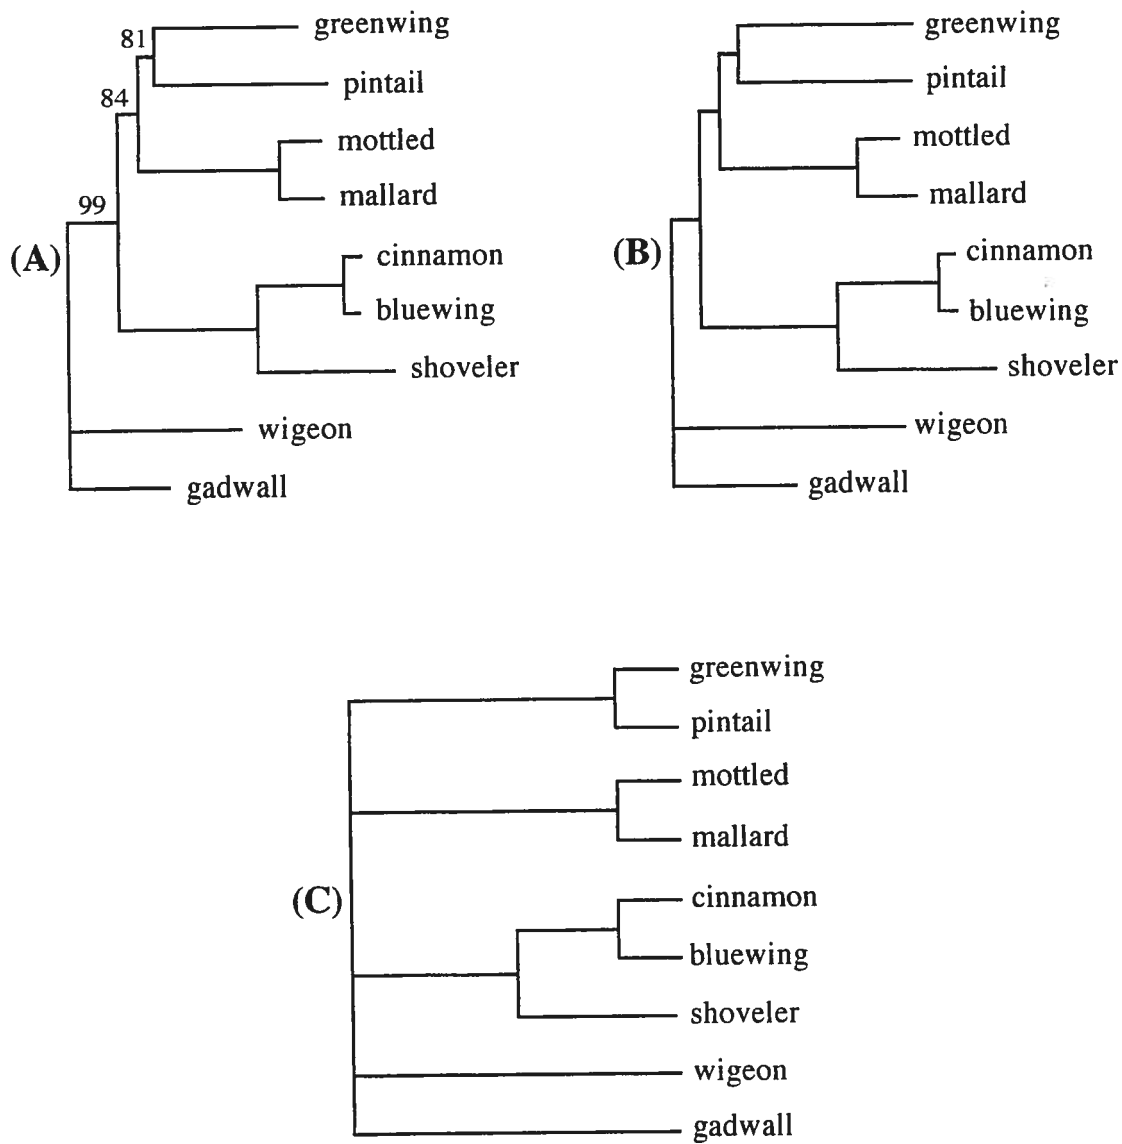 81
greenwing
pintail
84
mottled
mallard
99
(A)
cinnamon
bluewing
shoveler
wigeon
gadwall
greenwing
pintail
mottled
mallard
(B)
cinnamon
bluewing
shoveler
wigeon
gadwall
greenwing
pintail
mottled
mallard
(C)
cinnamon
bluewing
shoveler
wigeon
gadwall